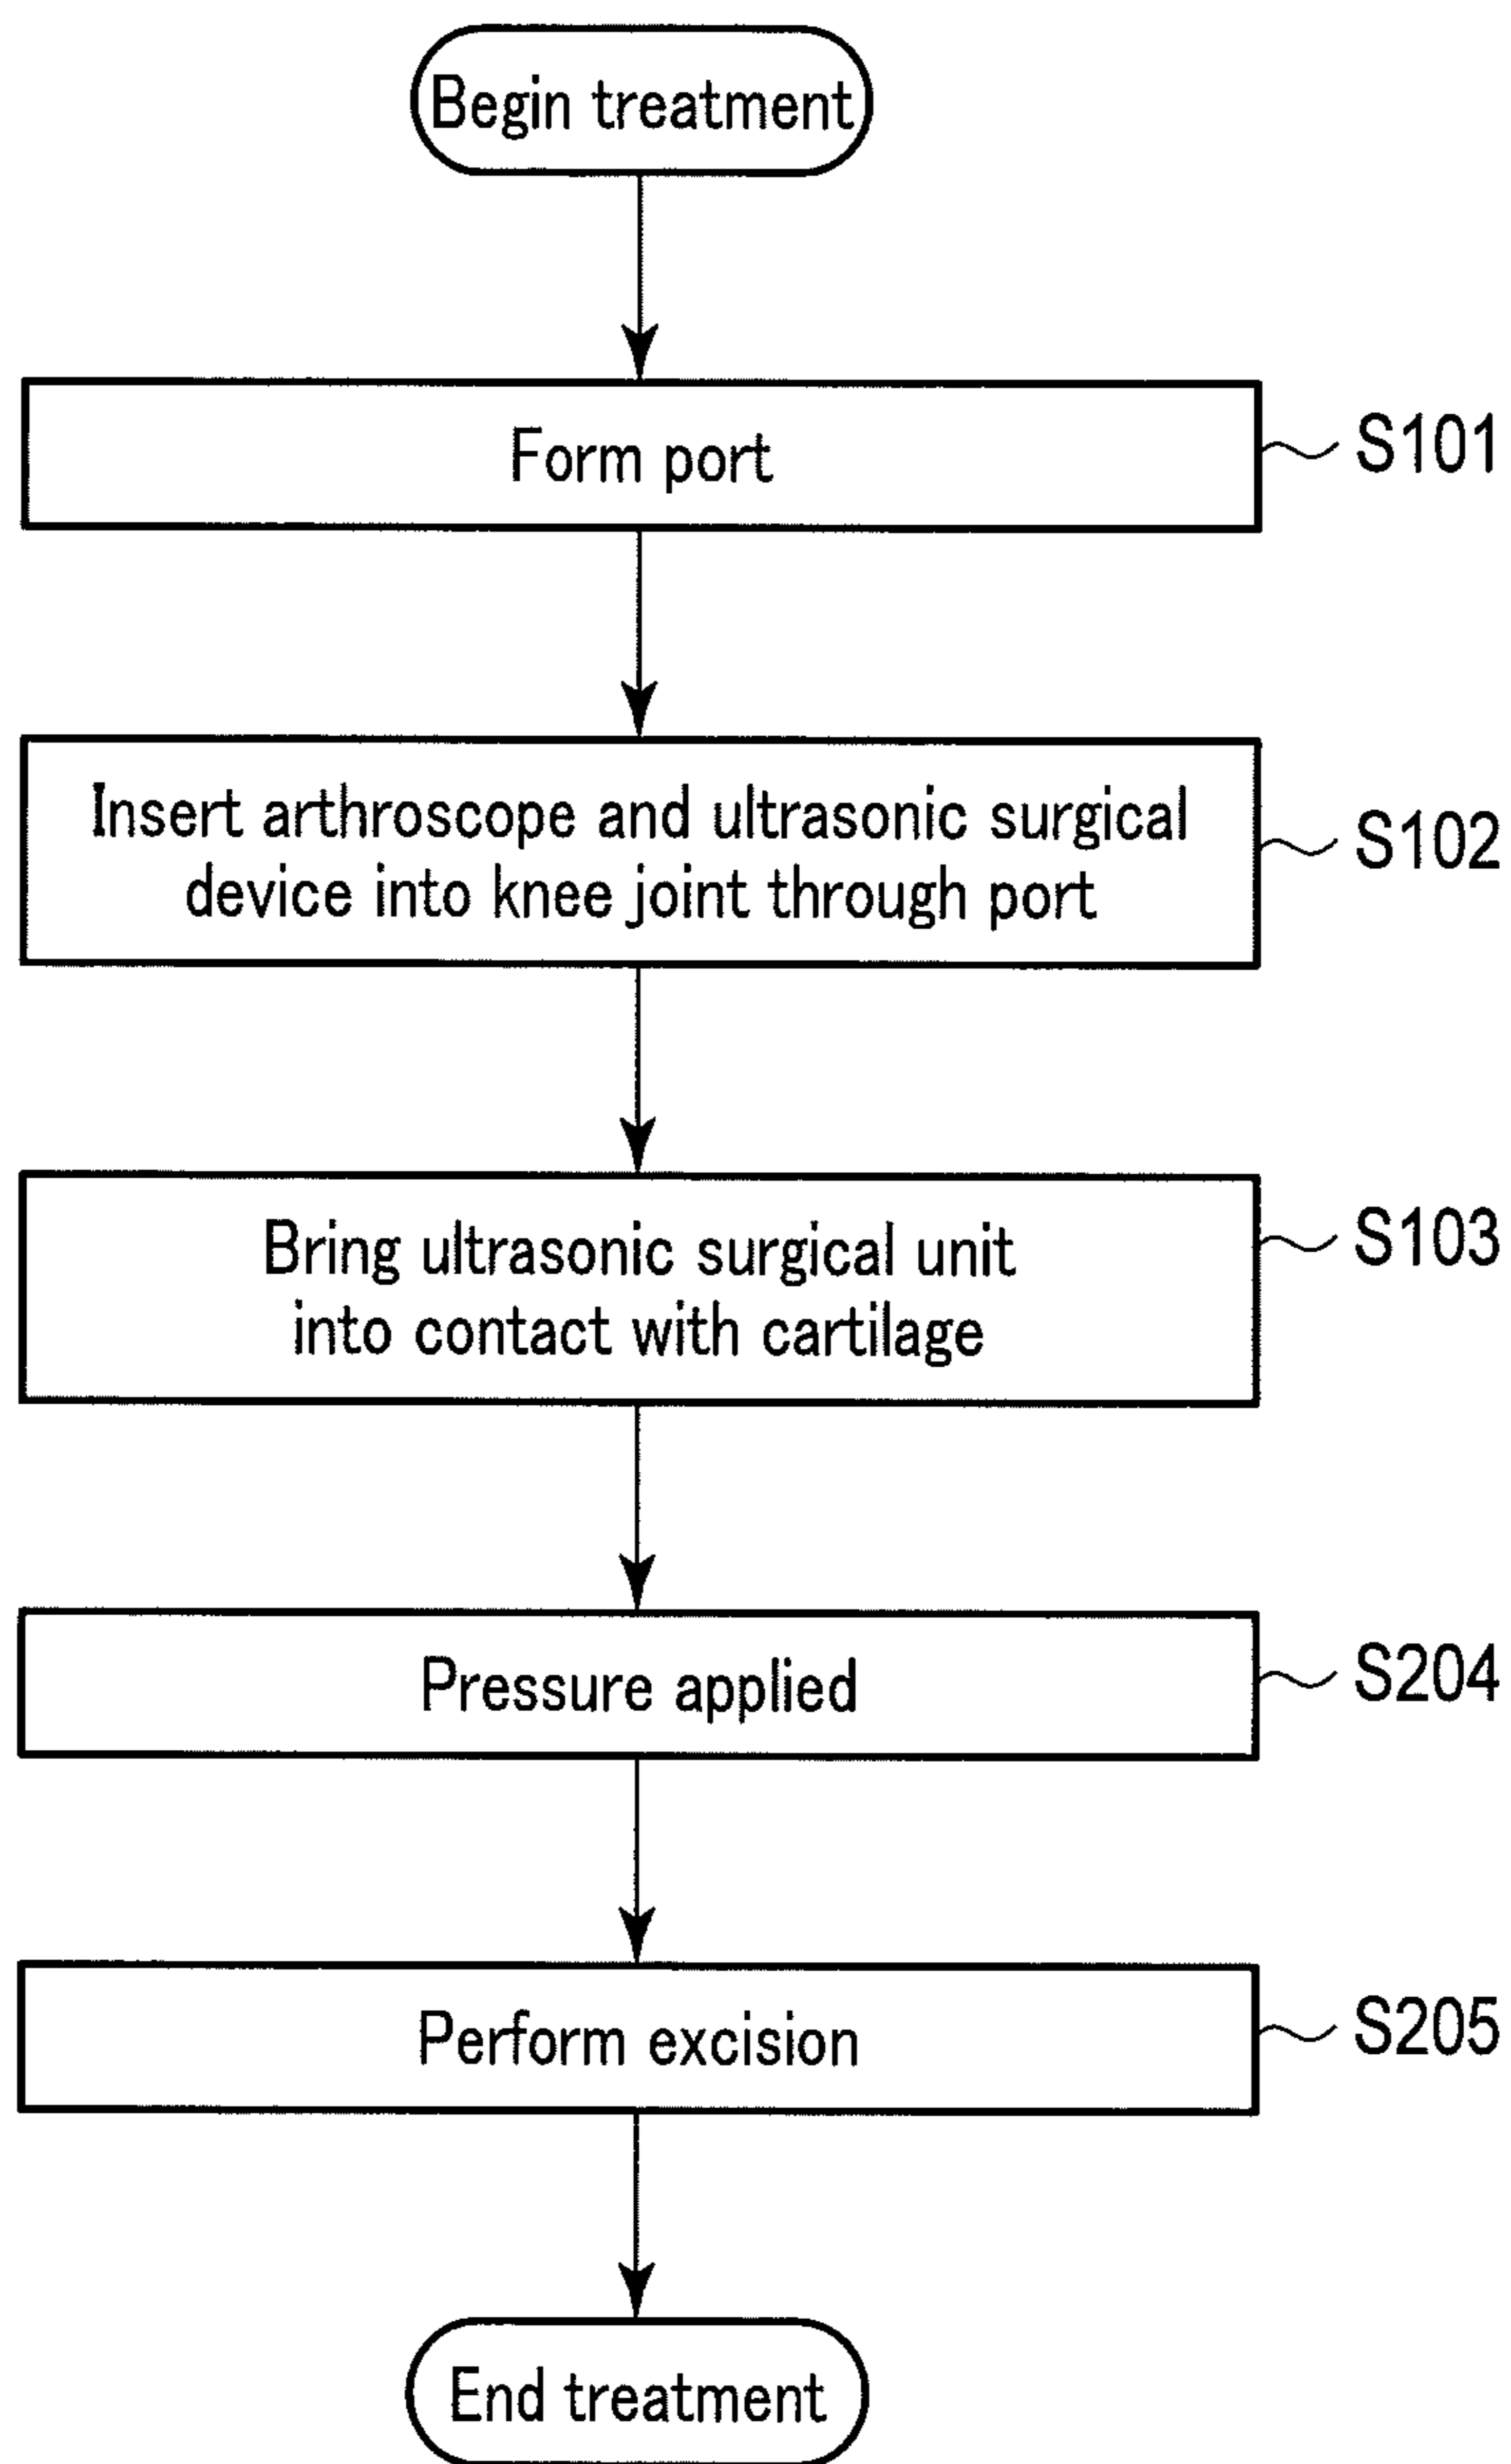 Begin treatment
Form port
S101
Insert arthroscope and ultrasonic surgical
device into knee joint through port
S102
Bring ultrasonic surgical unit
into contact with cartilage
S103
Pressure applied
S204
Perform excision
S205
End treatment